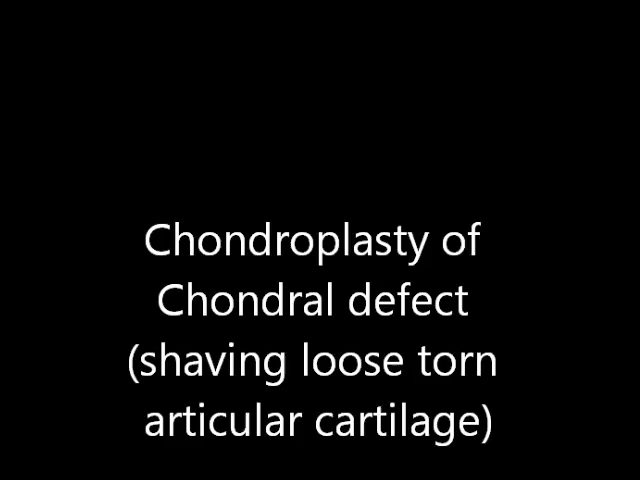 Chondroplasty of
Chondral defect
(shaving loose torn
articular cartilage)